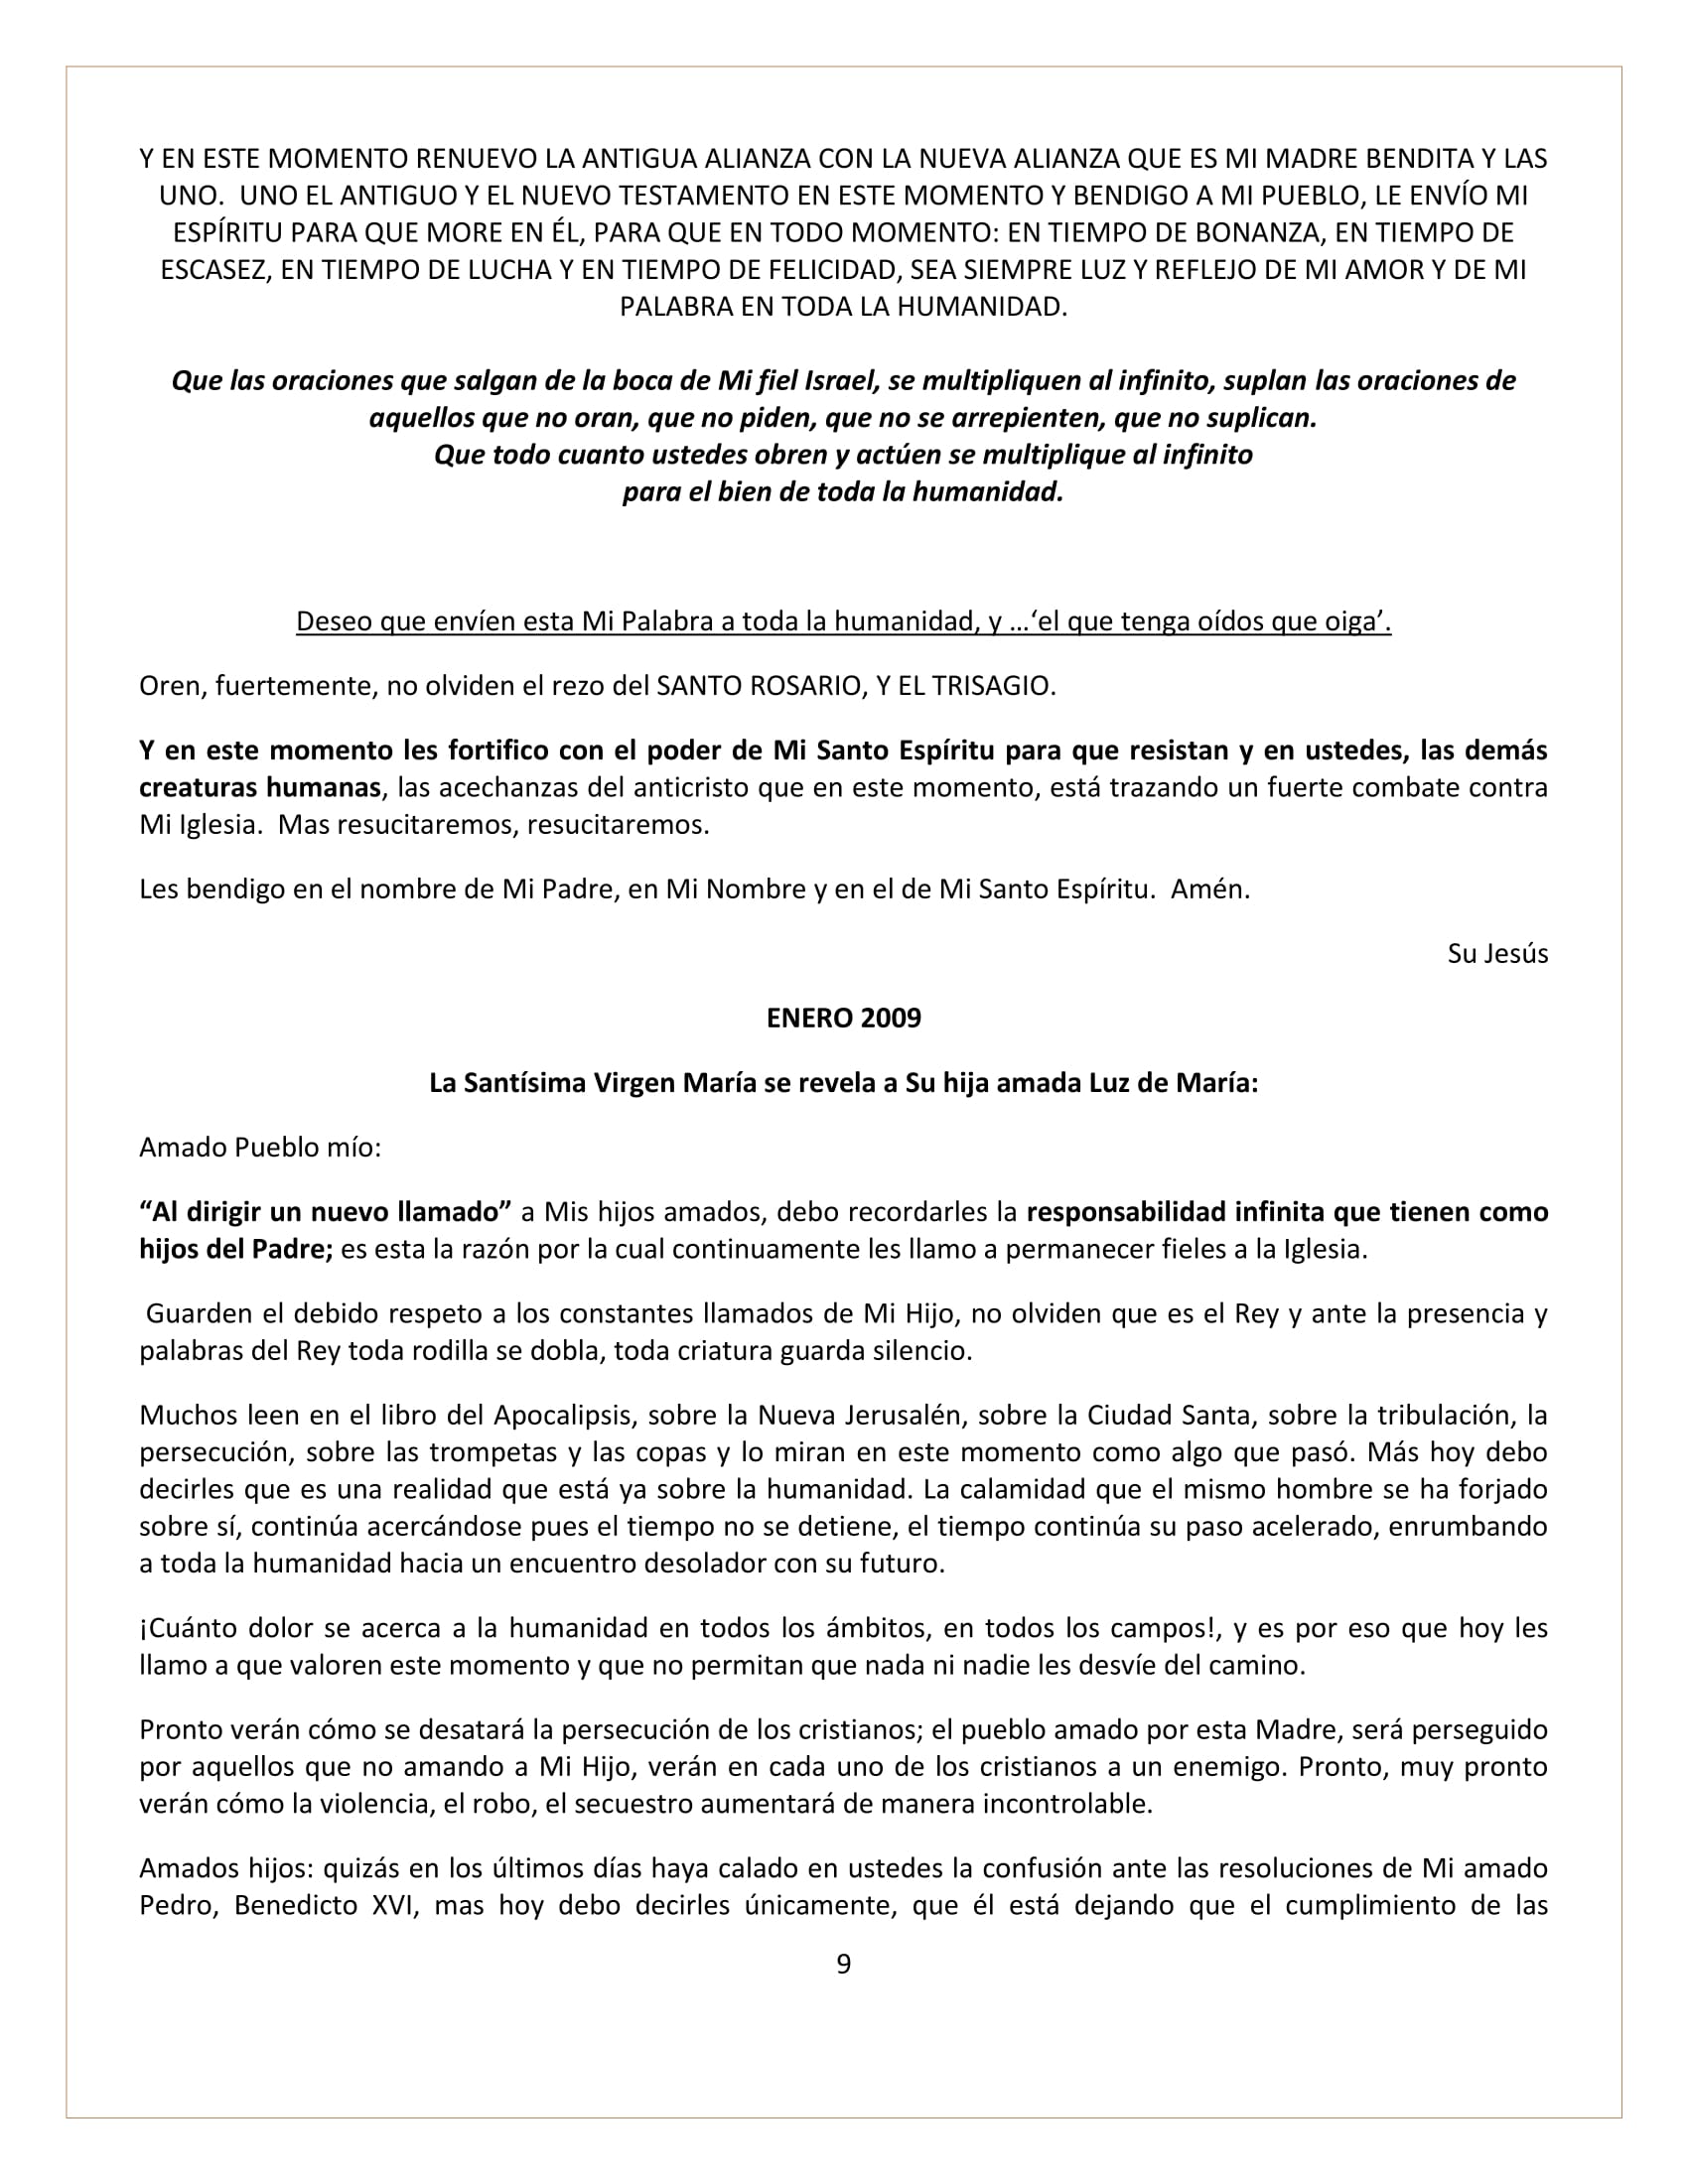 Y EN ESTE MOMENTO RENUEVO LA ANTIGUA ALIANZA CON LA NUEVA ALIANZA QUE ES MI MADRE BENDITA Y LAS
UNO.  UNO EL ANTIGUO Y EL NUEVO TESTAMENTO EN ESTE MOMENTO Y BENDIGO A MI PUEBLO, LE ENVÍO MI
ESPÍRITU PARA QUE MORE EN ÉL, PARA QUE EN TODO MOMENTO: EN TIEMPO DE BONANZA, EN TIEMPO DE
ESCASEZ, EN TIEMPO DE LUCHA Y EN TIEMPO DE FELICIDAD, SEA SIEMPRE LUZ Y REFLEJO DE MI AMOR Y DE MI
PALABRA EN TODA LA HUMANIDAD.
Que las oraciones que salgan de la boca de Mi fiel Israel, se multipliquen al infinito, suplan las oraciones de
aquellos que no oran, que no piden, que no se arrepienten, que no suplican.
Que todo cuanto ustedes obren y actúen se multiplique al infinito
para el bien de toda la humanidad.
Deseo que envíen esta Mi Palabra a toda la humanidad, y …‘el que tenga oídos que oiga’.
Oren, fuertemente, no olviden el rezo del SANTO ROSARIO, Y EL TRISAGIO.
Y en este momento les fortifico con el poder de Mi Santo Espíritu para que resistan y en ustedes, las demás
creaturas humanas, las acechanzas del anticristo que en este momento, está trazando un fuerte combate contra
Mi Iglesia.  Mas resucitaremos, resucitaremos.
Les bendigo en el nombre de Mi Padre, en Mi Nombre y en el de Mi Santo Espíritu.  Amén.
Su Jesús
ENERO 2009
La Santísima Virgen María se revela a Su hija amada Luz de María:
Amado Pueblo mío:
“Al dirigir un nuevo llamado” a Mis hijos amados, debo recordarles la responsabilidad infinita que tienen como
hijos del Padre; es esta la razón por la cual continuamente les llamo a permanecer fieles a la Iglesia.
Guarden el debido respeto a los constantes llamados de Mi Hijo, no olviden que es el Rey y ante la presencia y
palabras del Rey toda rodilla se dobla, toda criatura guarda silencio.
Muchos leen en el libro del Apocalipsis, sobre la Nueva Jerusalén, sobre la Ciudad Santa, sobre la tribulación, la
persecución, sobre las trompetas y las copas y lo miran en este momento como algo que pasó. Más hoy debo
decirles que es una realidad que está ya sobre la humanidad. La calamidad que el mismo hombre se ha forjado
sobre sí, continúa acercándose pues el tiempo no se detiene, el tiempo continúa su paso acelerado, enrumbando
a toda la humanidad hacia un encuentro desolador con su futuro.
¡Cuánto dolor se acerca a la humanidad en todos los ámbitos, en todos los campos!, y es por eso que hoy les
llamo a que valoren este momento y que no permitan que nada ni nadie les desvíe del camino.
Pronto verán cómo se desatará la persecución de los cristianos; el pueblo amado por esta Madre, será perseguido
por aquellos que no amando a Mi Hijo, verán en cada uno de los cristianos a un enemigo. Pronto, muy pronto
verán cómo la violencia, el robo, el secuestro aumentará de manera incontrolable.
Amados hijos: quizás en los últimos días haya calado en ustedes la confusión ante las resoluciones de Mi amado
Pedro, Benedicto XVI, mas hoy debo decirles únicamente, que él está dejando que el cumplimiento de las
9